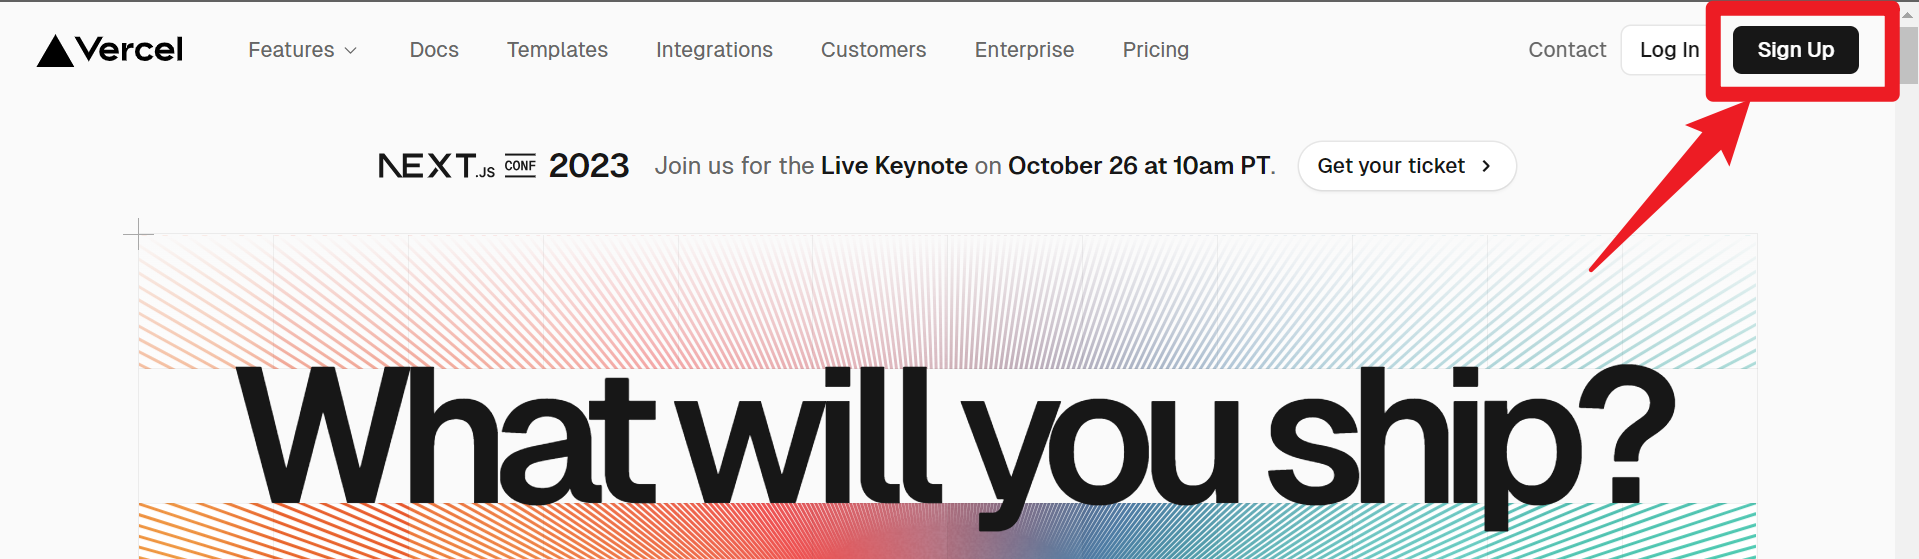 Vercel Features Docs Templates Integrations Customers Enterprise Pricing Contact Log In Sign Up
NEXT.JS CONF 2023 Join us for the Live Keynote on October 26 at 10am PT. Get your ticket
What will you ship?